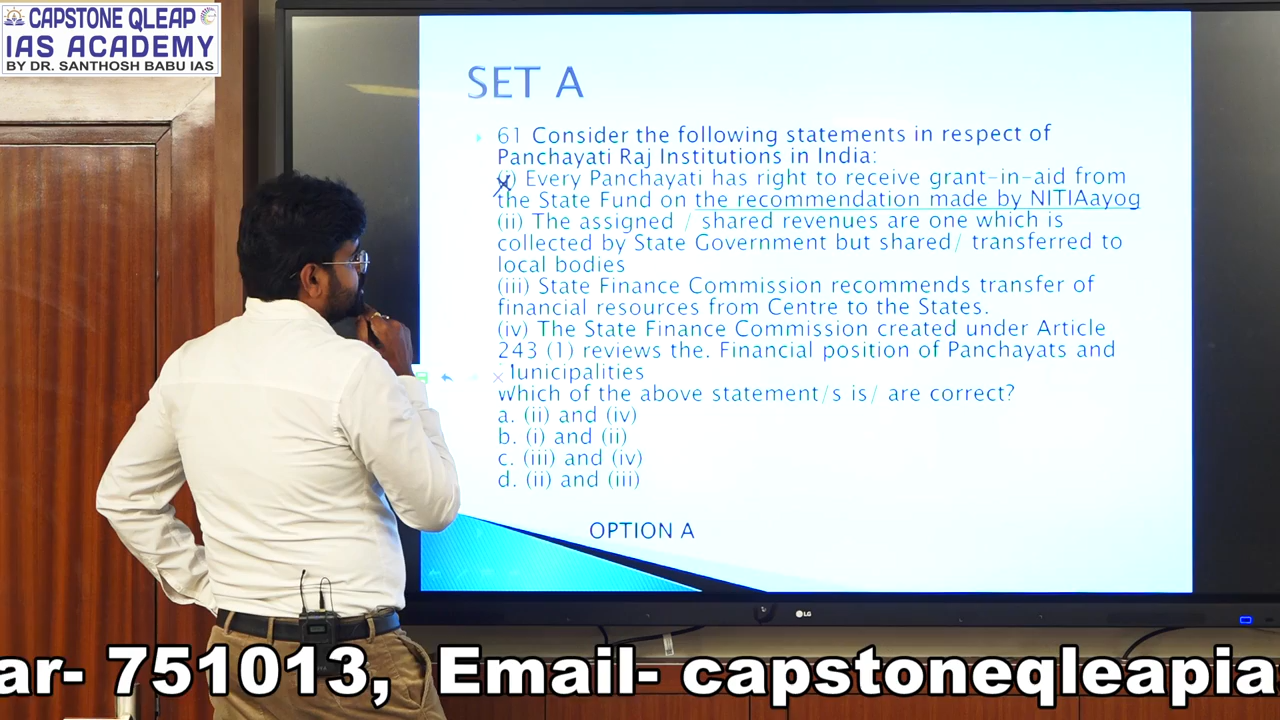 CAPSTONE QLEAP
IAS ACADEMY
BY DR. SANTHOSH BABU IAS
SET A
61 Consider the following statements in respect of
Panchayati Raj Institutions in India:
(i) Every Panchayati has right to receive grant-in-aid from
the State Fund on the recommendation made by NITIAayog
(ii) The assigned / shared revenues are one which is
collected by State Government but shared/ transferred to
local bodies
(iii) State Finance Commission recommends transfer of
financial resources from Centre to the States.
(iv) The State Finance Commission created under Article
243 (1) reviews the. Financial position of Panchayats and
Municipalities
Which of the above statement/s is/ are correct?
a. (ii) and (iv)
b. (i) and (ii)
c. (iii) and (iv)
d. (ii) and (iii)
OPTION A
LG
ar- 751013, Email- capstoneqleapia